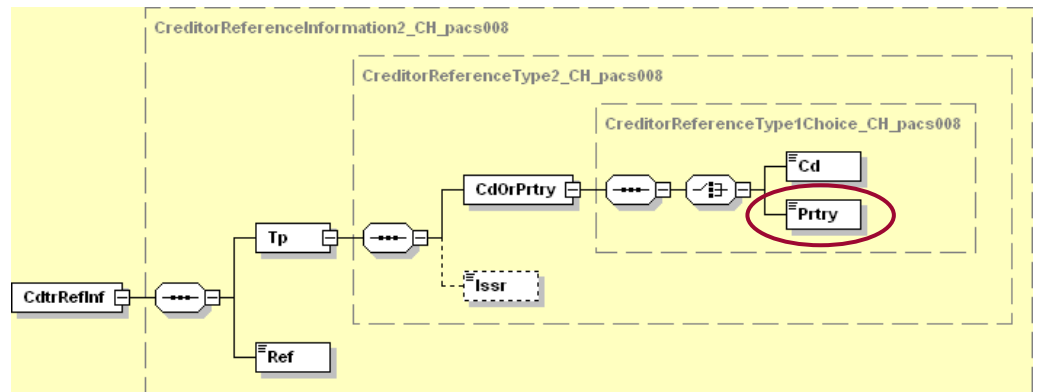 CreditorReferenceInformation2_CH_pacs008
CreditorReferenceType2_CH_pacs008
CreditorReferenceType1Choice_CH_pacs008
Cd
CdOrPrtry
Prtry
Tp
Issr
CdtrRefInf
Ref